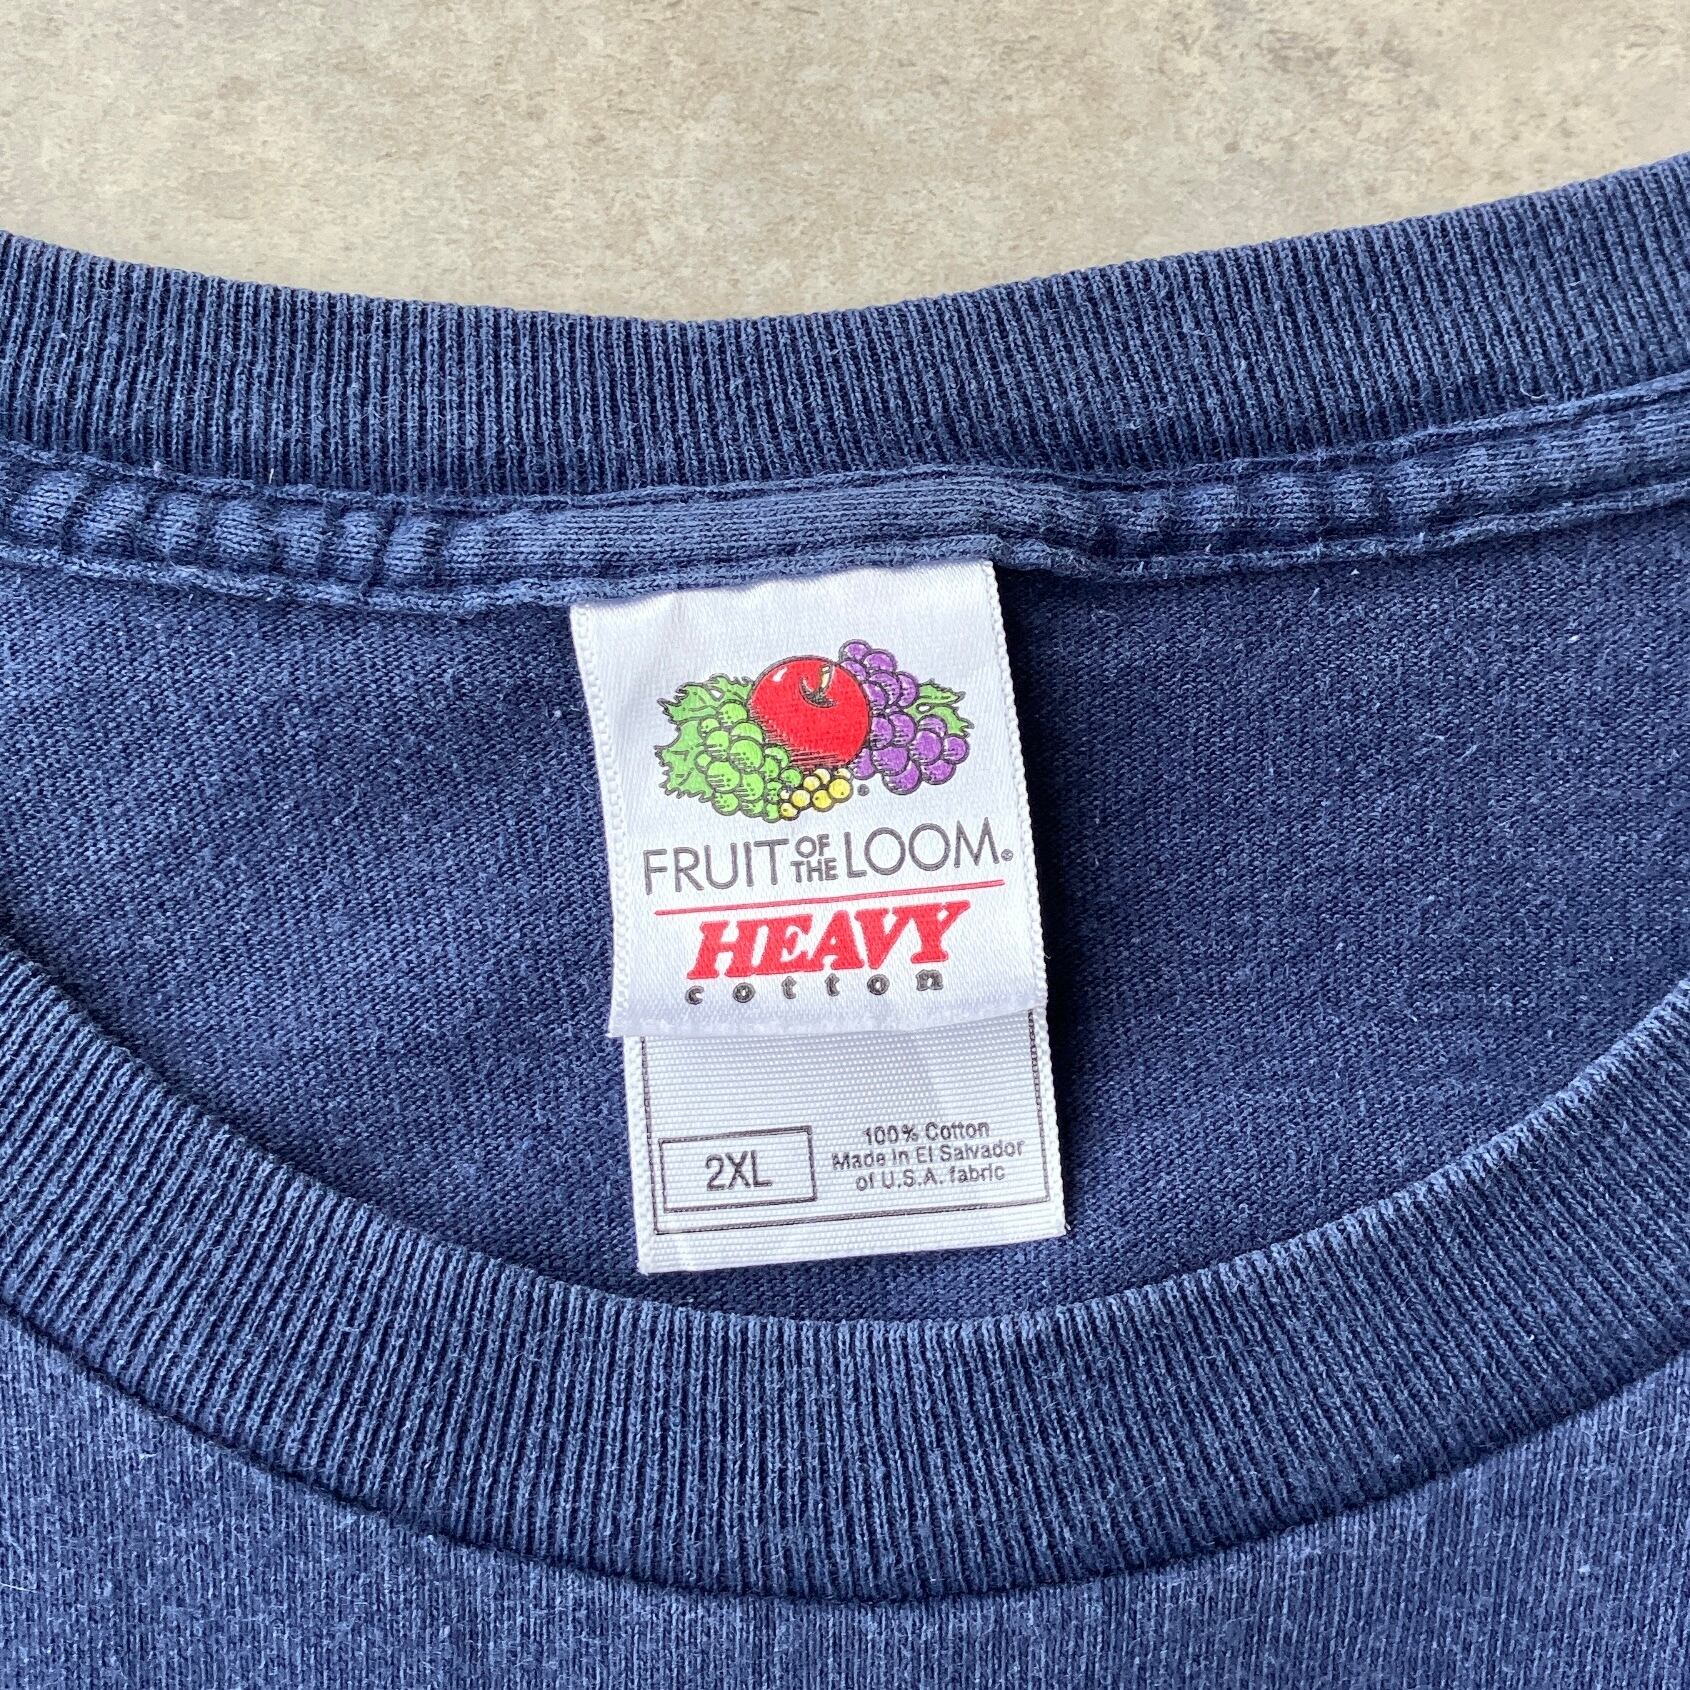 FRUIT OF THE LOOM®
HEAVY
cotton
2XL
100% Cotton
Made in El Salvador
of U.S.A. fabric